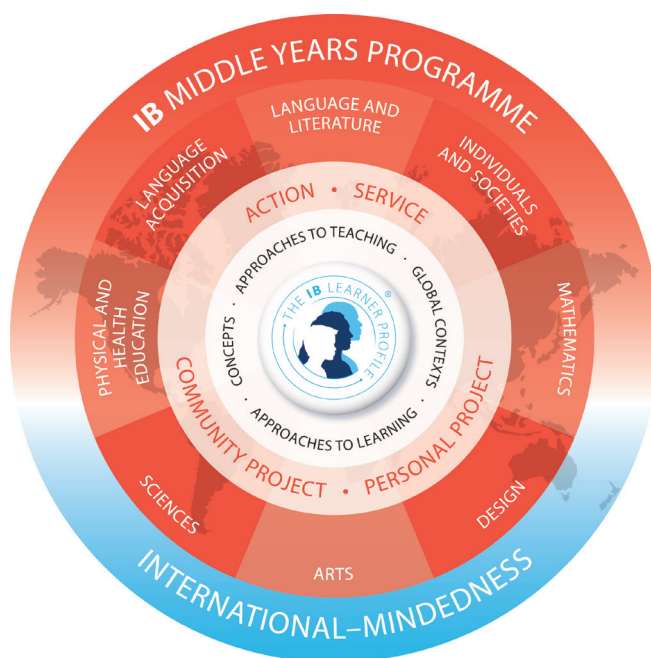 IB MIDDLE YEARS PROGRAMME
LANGUAGE AND
LITERATURE
INDIVIDUALS
AND SOCIETIES
MATHEMATICS
DESIGN
ARTS
SCIENCES
PHYSICAL AND
HEALTH
EDUCATION
LANGUAGE
ACQUISITION
ACTION • SERVICE
PERSONAL PROJECT
•
COMMUNITY PROJECT
APPROACHES TO TEACHING
·
GLOBAL CONTEXTS
·
APPROACHES TO LEARNING
·
CONCEPTS
·
THE IB LEARNER PROFILE
®
INTERNATIONAL–MINDEDNESS